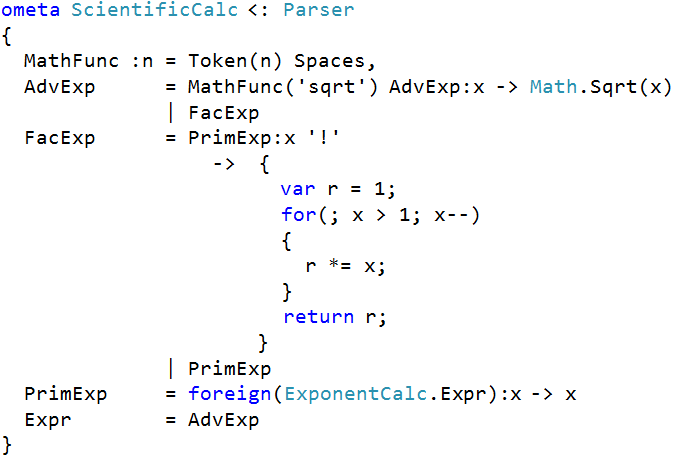 ometa ScientificCalc <: Parser
{
  MathFunc :n = Token(n) Spaces,
  AdvExp      = MathFunc('sqrt') AdvExp:x -> Math.Sqrt(x)
              | FacExp
  FacExp      = PrimExp:x '!'
                  ->  {
                        var r = 1;
                        for(; x > 1; x--)
                        {
                          r *= x;
                        }
                        return r;
                      }
              | PrimExp
  PrimExp     = foreign(ExponentCalc.Expr):x -> x
  Expr        = AdvExp
}